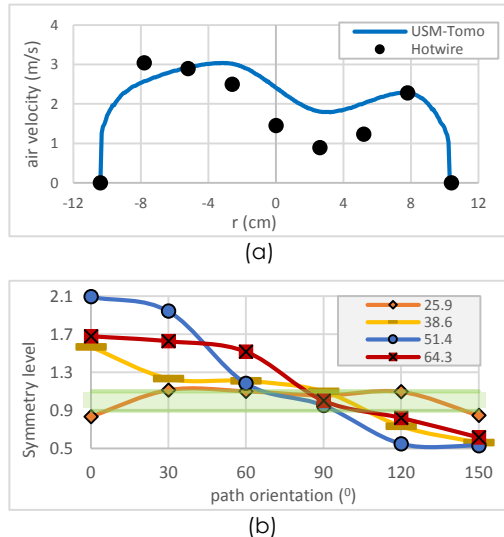 4
3
2
1
0
air velocity (m/s)
USM-Tomo
Hotwire
-12 -8 -4 0 4 8 12
r (cm)
(a)
2.1
1.7
1.3
0.9
0.5
Symmetry level
25.9
38.6
51.4
64.3
0 30 60 90 120 150
path orientation (⁰)
(b)